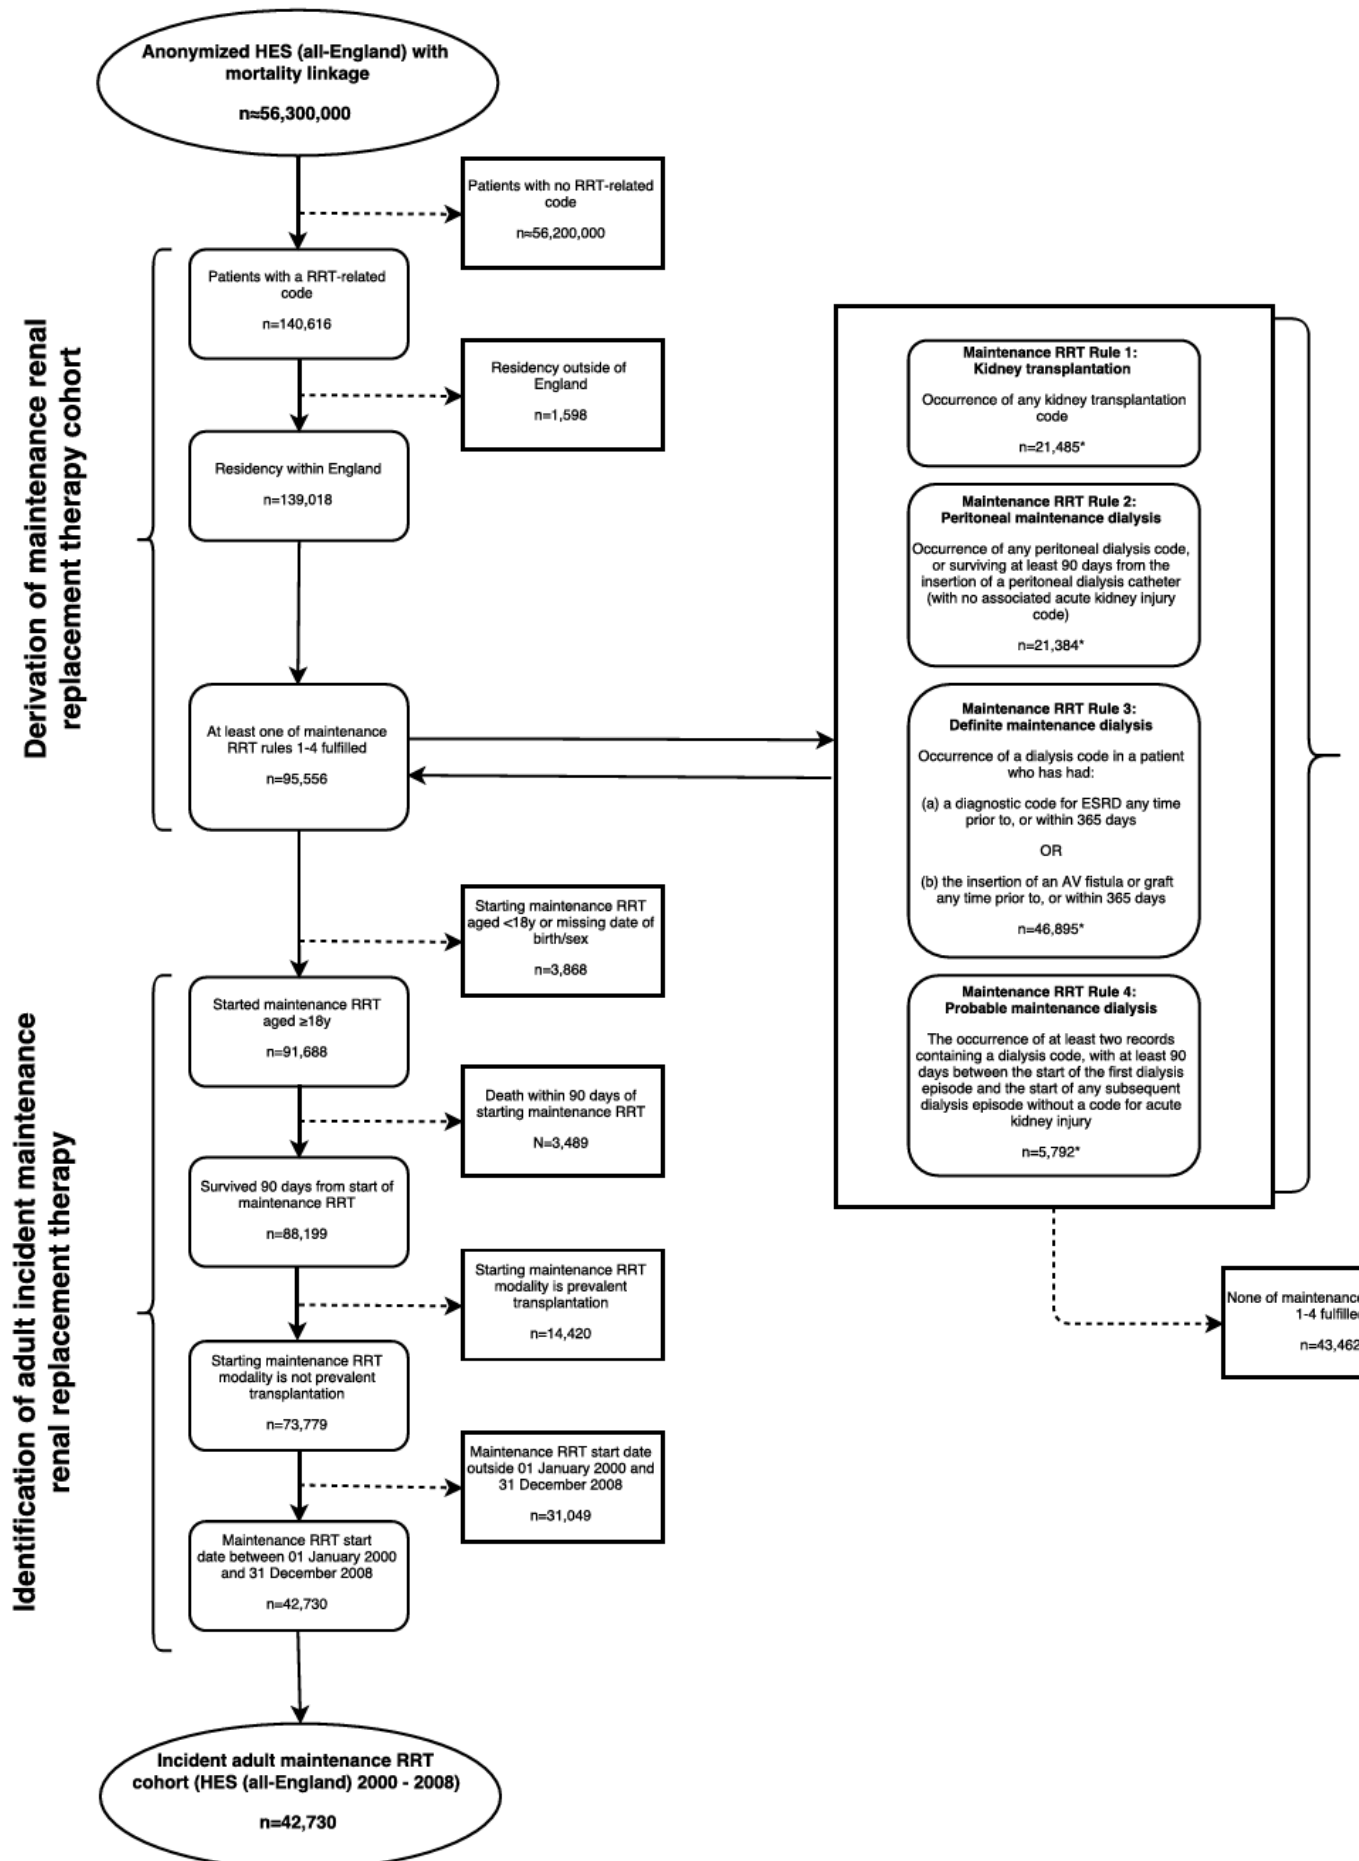 Anonymized HES (all-England) with
mortality linkage
n≈56,300,000
Patients with no RRT-related
code
n≈56,200,000
Derivation of maintenance renal
replacement therapy cohort
Patients with a RRT-related
code
n=140,616
Residency outside of
England
n=1,598
Residency within England
n=139,018
At least one of maintenance
RRT rules 1-4 fulfilled
n=95,556
Maintenance RRT Rule 1:
Kidney transplantation
Occurrence of any kidney transplantation
code
n=21,485*
Maintenance RRT Rule 2:
Peritoneal maintenance dialysis
Occurrence of any peritoneal dialysis code,
or surviving at least 90 days from the
insertion of a peritoneal dialysis catheter
(with no associated acute kidney injury
code)
n=21,384*
Maintenance RRT Rule 3:
Definite maintenance dialysis
Occurrence of a dialysis code in a patient
who has had:
(a) a diagnostic code for ESRD any time
prior to, or within 365 days
OR
(b) the insertion of an AV fistula or graft
any time prior to, or within 365 days
n=46,895*
Maintenance RRT Rule 4:
Probable maintenance dialysis
The occurrence of at least two records
containing a dialysis code, with at least 90
days between the start of the first dialysis
episode and the start of any subsequent
dialysis episode without a code for acute
kidney injury
n=5,792*
None of maintenance
1-4
n=43,462
Identification of adult incident maintenance
renal replacement therapy
Starting maintenance RRT
aged <18y or missing date of
birth/sex
n=3,868
Started maintenance RRT
aged ≥18y
n=91,688
Death within 90 days of
starting maintenance RRT
N=3,489
Survived 90 days from start of
maintenance RRT
n=88,199
Starting maintenance RRT
modality is prevalent
transplantation
n=14,420
Starting maintenance RRT
modality is not prevalent
transplantation
n=73,779
Maintenance RRT start date
outside 01 January 2000 and
31 December 2008
n=31,049
Maintenance RRT start
date between 01 January 2000
and 31 December 2008
n=42,730
Incident adult maintenance RRT
cohort (HES (all-England) 2000 - 2008)
n=42,730